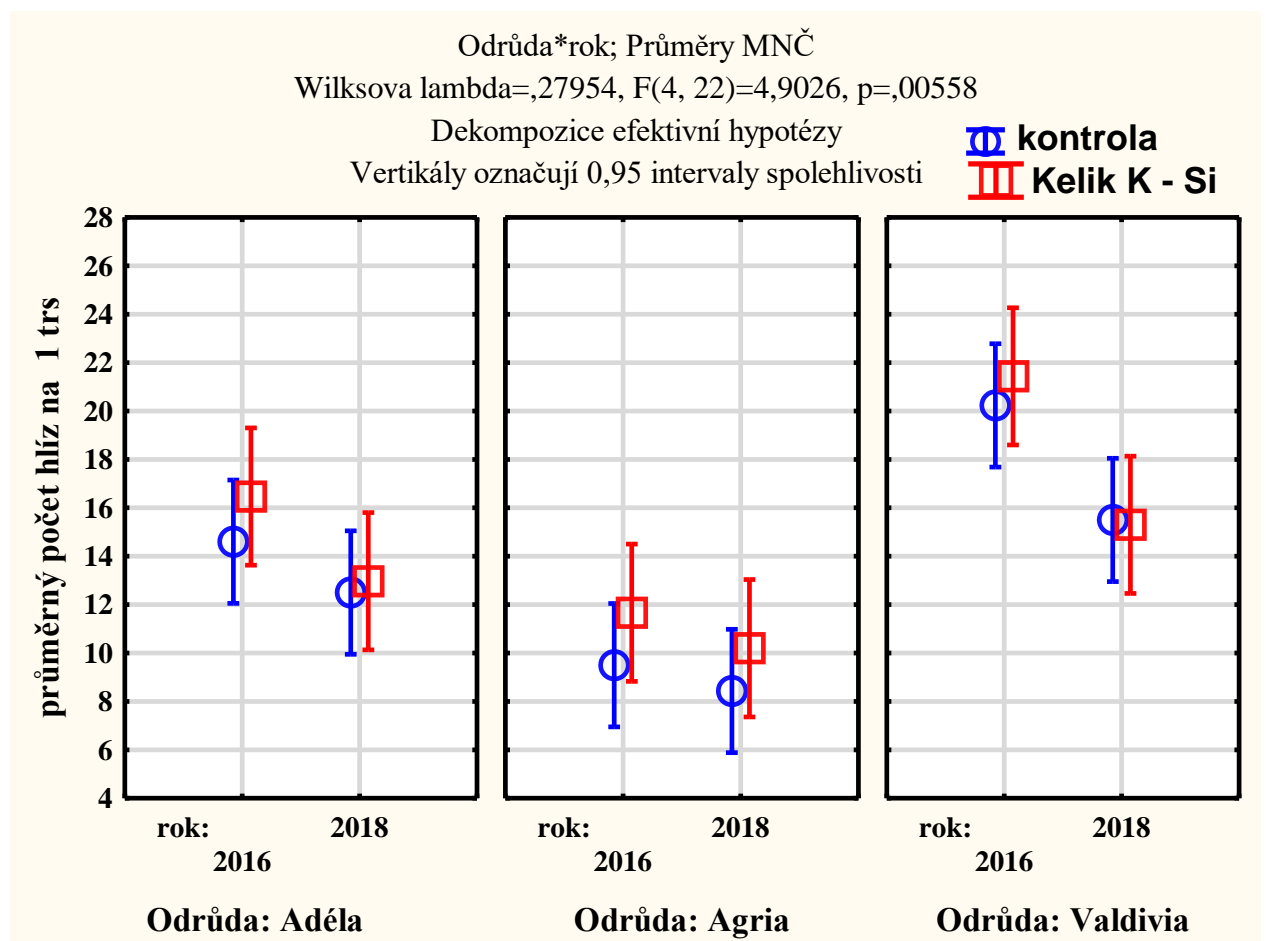 Odrůda*rok; Průměry MNČ
Wilksova lambda=,27954, F(4, 22)=4,9026, p=,00558
Dekompozice efektivní hypotézy
Vertikály označují 0,95 intervaly spolehlivosti
kontrola
Kelik K - Si
průměrný počet hlíz na 1 trs
28
26
24
22
20
18
16
14
12
10
8
6
4
rok: 2018 rok: 2018 rok: 2018
2016 2016 2016
Odrůda: Adéla Odrůda: Agria Odrůda: Valdivia